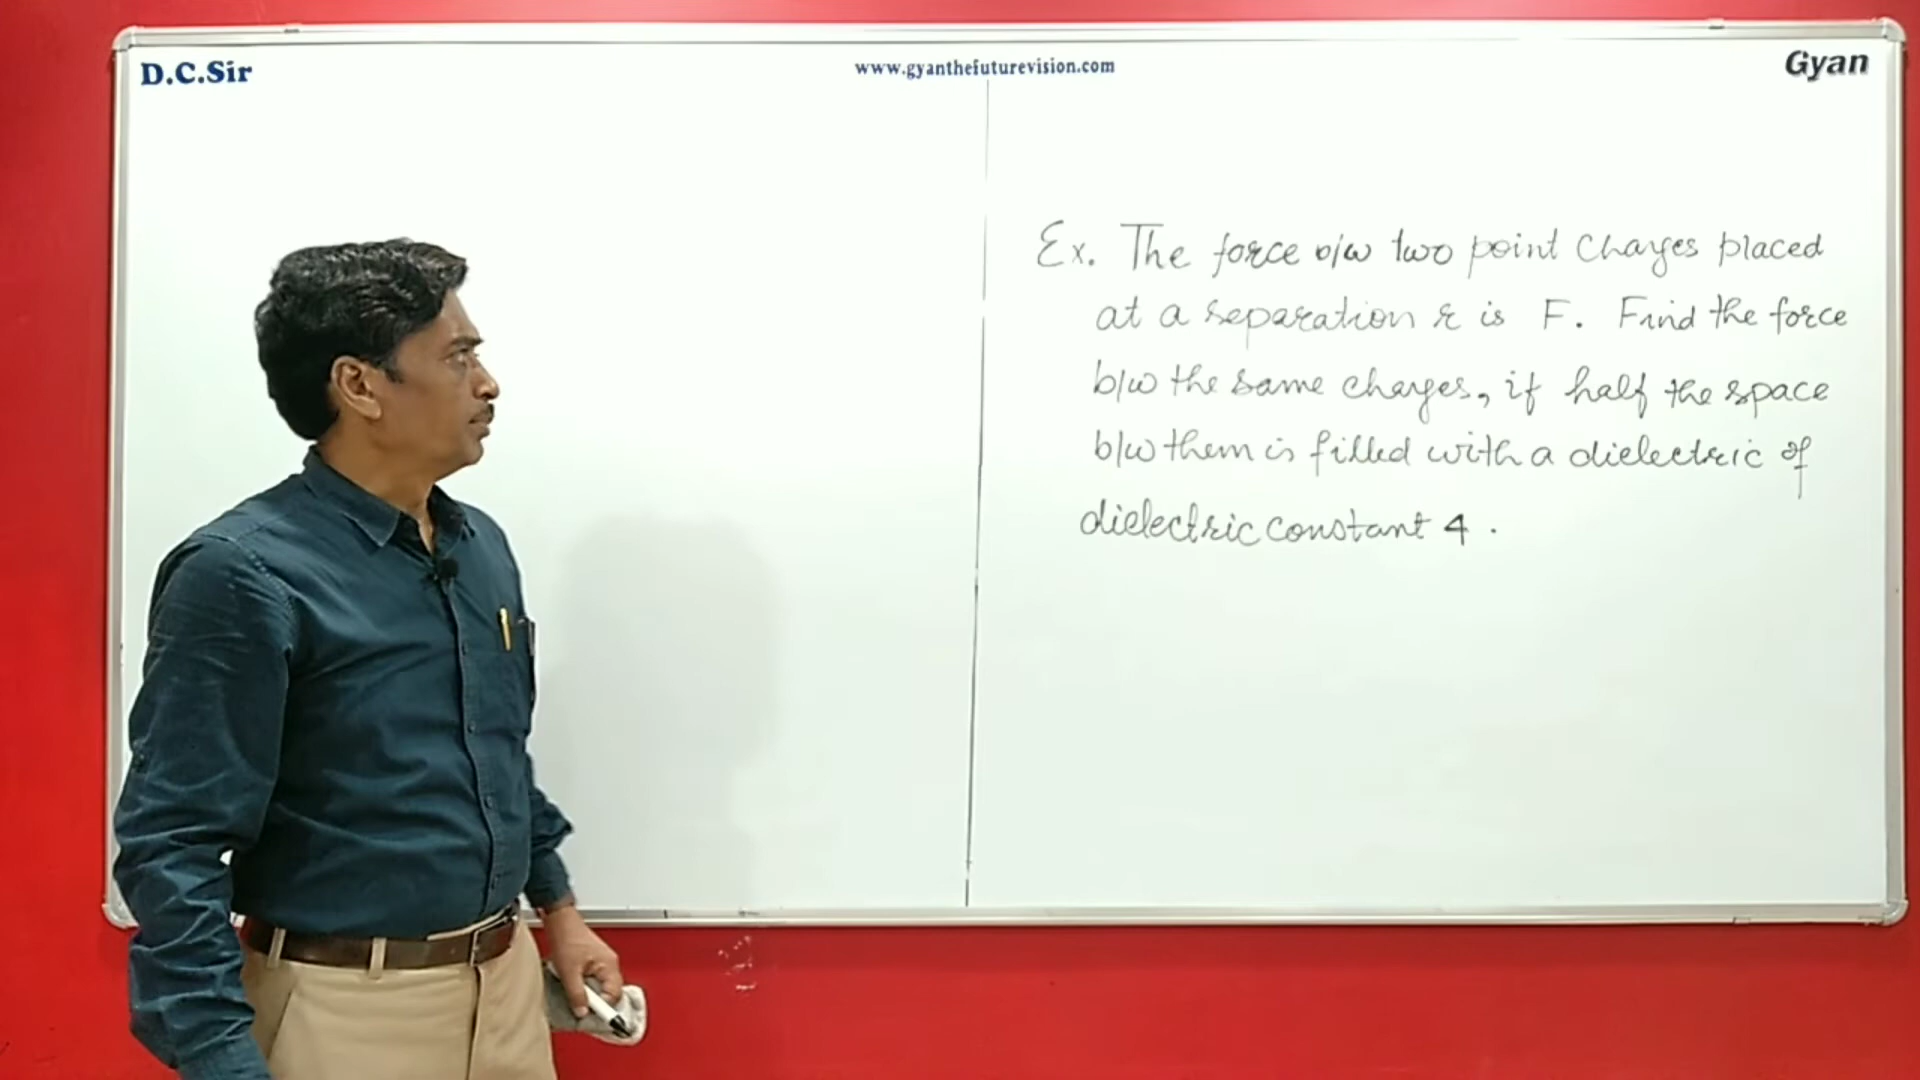 D.C.Sir
www.gyanthefuturevision.com
Gyan
Ex. The force b/w two point charges placed
at a separation r is F. Find the force
b/w the same charges, if half the space
b/w them is filled with a dielectric of
dielectric constant 4.